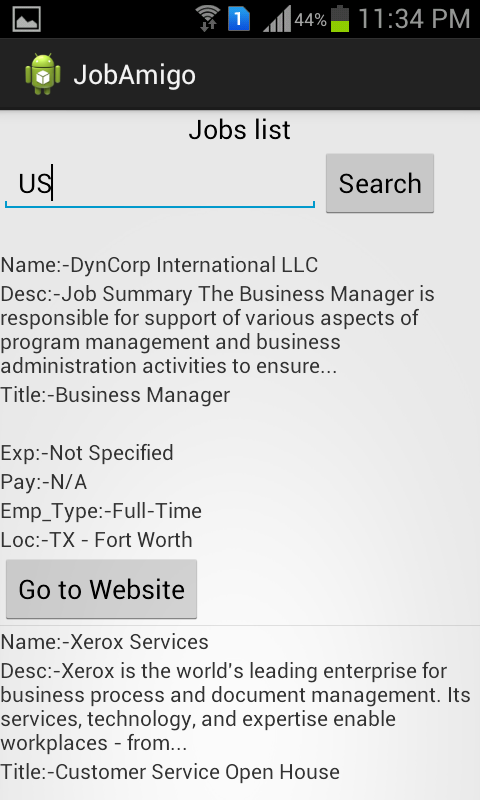 1 44% 11:34 PM
JobAmigo
Jobs list
US Search
Name:-DynCorp International LLC
Desc:-Job Summary The Business Manager is
responsible for support of various aspects of
program management and business
administration activities to ensure...
Title:-Business Manager
Exp:-Not Specified
Pay:-N/A
Emp_Type:-Full-Time
Loc:-TX - Fort Worth
Go to Website
Name:-Xerox Services
Desc:-Xerox is the world's leading enterprise for
business process and document management. Its
services, technology, and expertise enable
workplaces - from...
Title:-Customer Service Open House